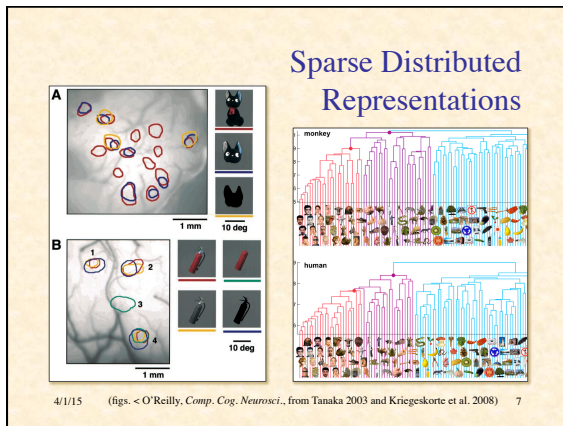 Sparse Distributed
Representations
A
1 mm
10 deg
B
1
2
3
4
1 mm
10 deg
monkey
human
4/1/15
(figs. < O'Reilly, Comp. Cog. Neurosci., from Tanaka 2003 and Kriegeskorte et al. 2008)
7